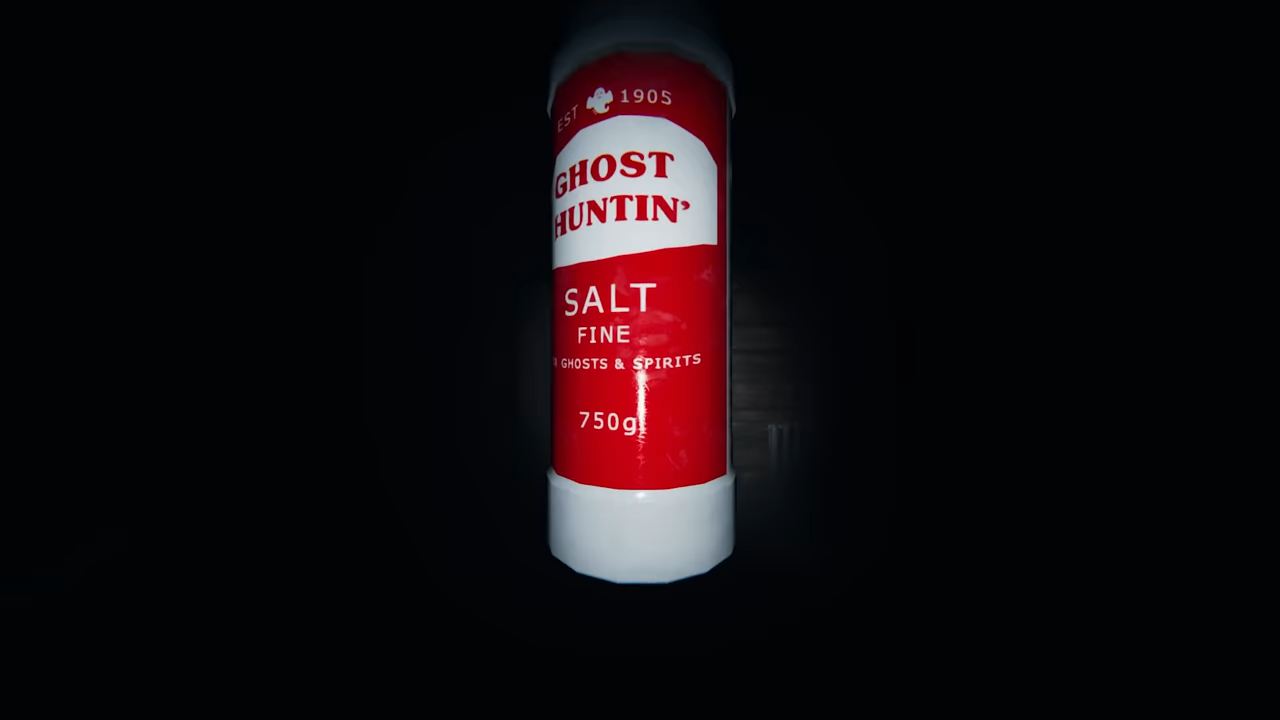 EST 1905
GHOST
HUNTIN’
SALT
FINE
GHOSTS & SPIRITS
750g